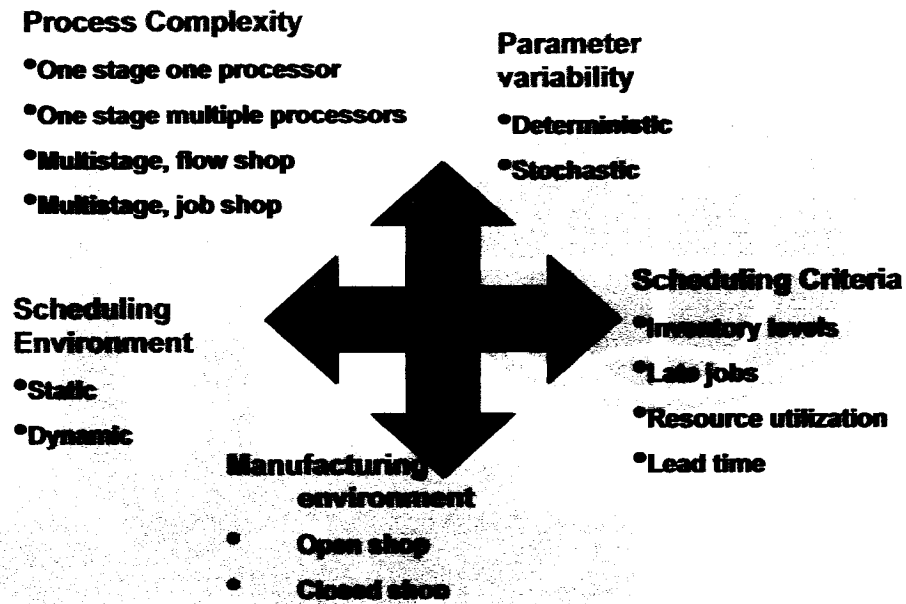 Process Complexity
•One stage one processor
•One stage multiple processors
•Multistage, flow shop
•Multistage, job shop
Parameter
variability
•Deterministic
•Stochastic
Scheduling
Environment
•Static
•Dynamic
Scheduling Criteria
•Inventory levels
•Late jobs
•Resource utilization
•Lead time
Manufacturing
environment
• Open shop
• Closed shop